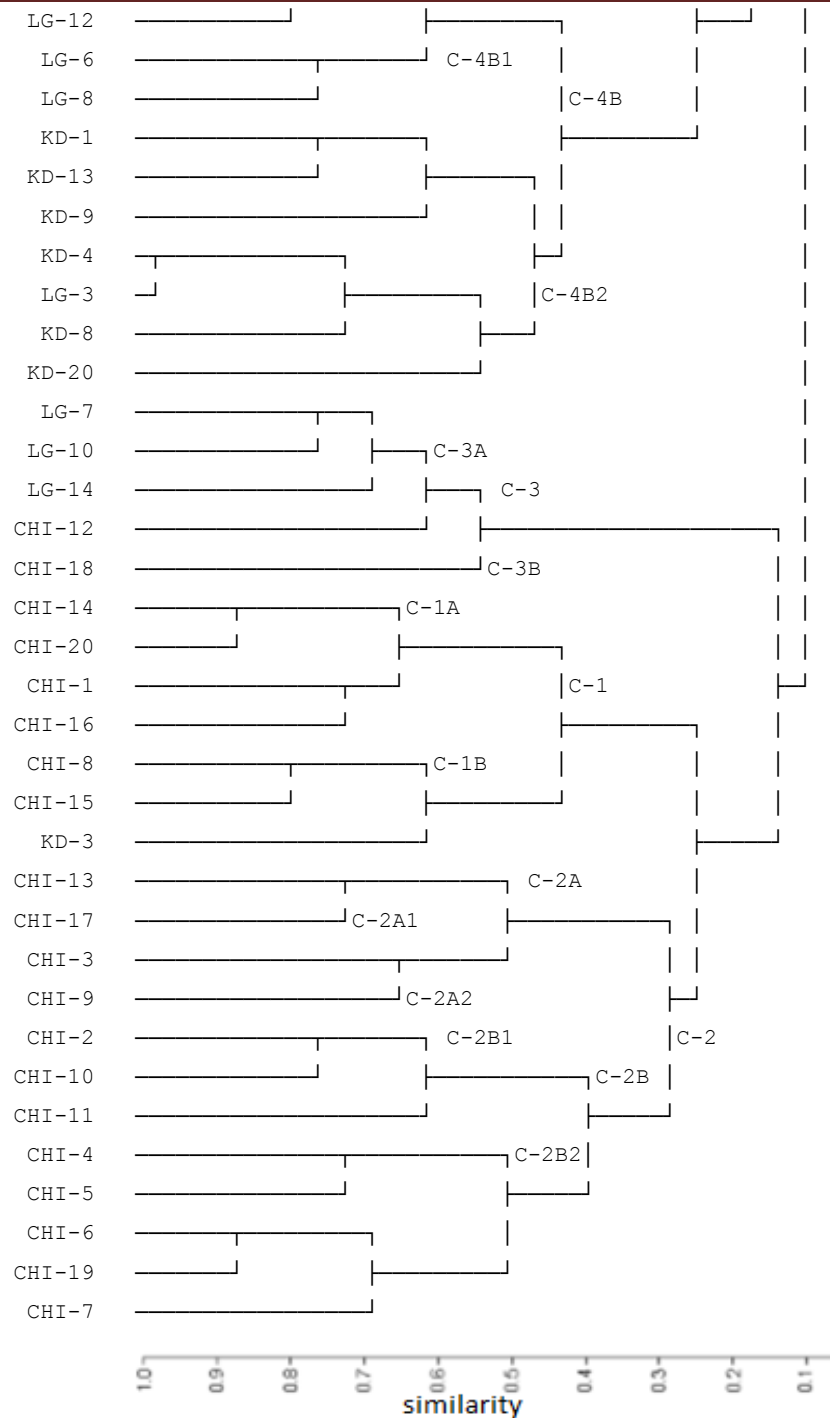 LG-12
LG-6 C-4B1
LG-8 C-4B
KD-1
KD-13
KD-9
KD-4
LG-3 C-4B2
KD-8
KD-20
LG-7
LG-10 C-3A
LG-14 C-3
CHI-12
CHI-18 C-3B
CHI-14 C-1A
CHI-20
CHI-1 C-1
CHI-16
CHI-8 C-1B
CHI-15
KD-3
CHI-13 C-2A
CHI-17 C-2A1
CHI-3
CHI-9 C-2A2
CHI-2 C-2B1 C-2
CHI-10 C-2B
CHI-11
CHI-4 C-2B2
CHI-5
CHI-6
CHI-19
CHI-7
1.0 0.9 0.8 0.7 0.6 0.5 0.4 0.3 0.2 0.1
similarity